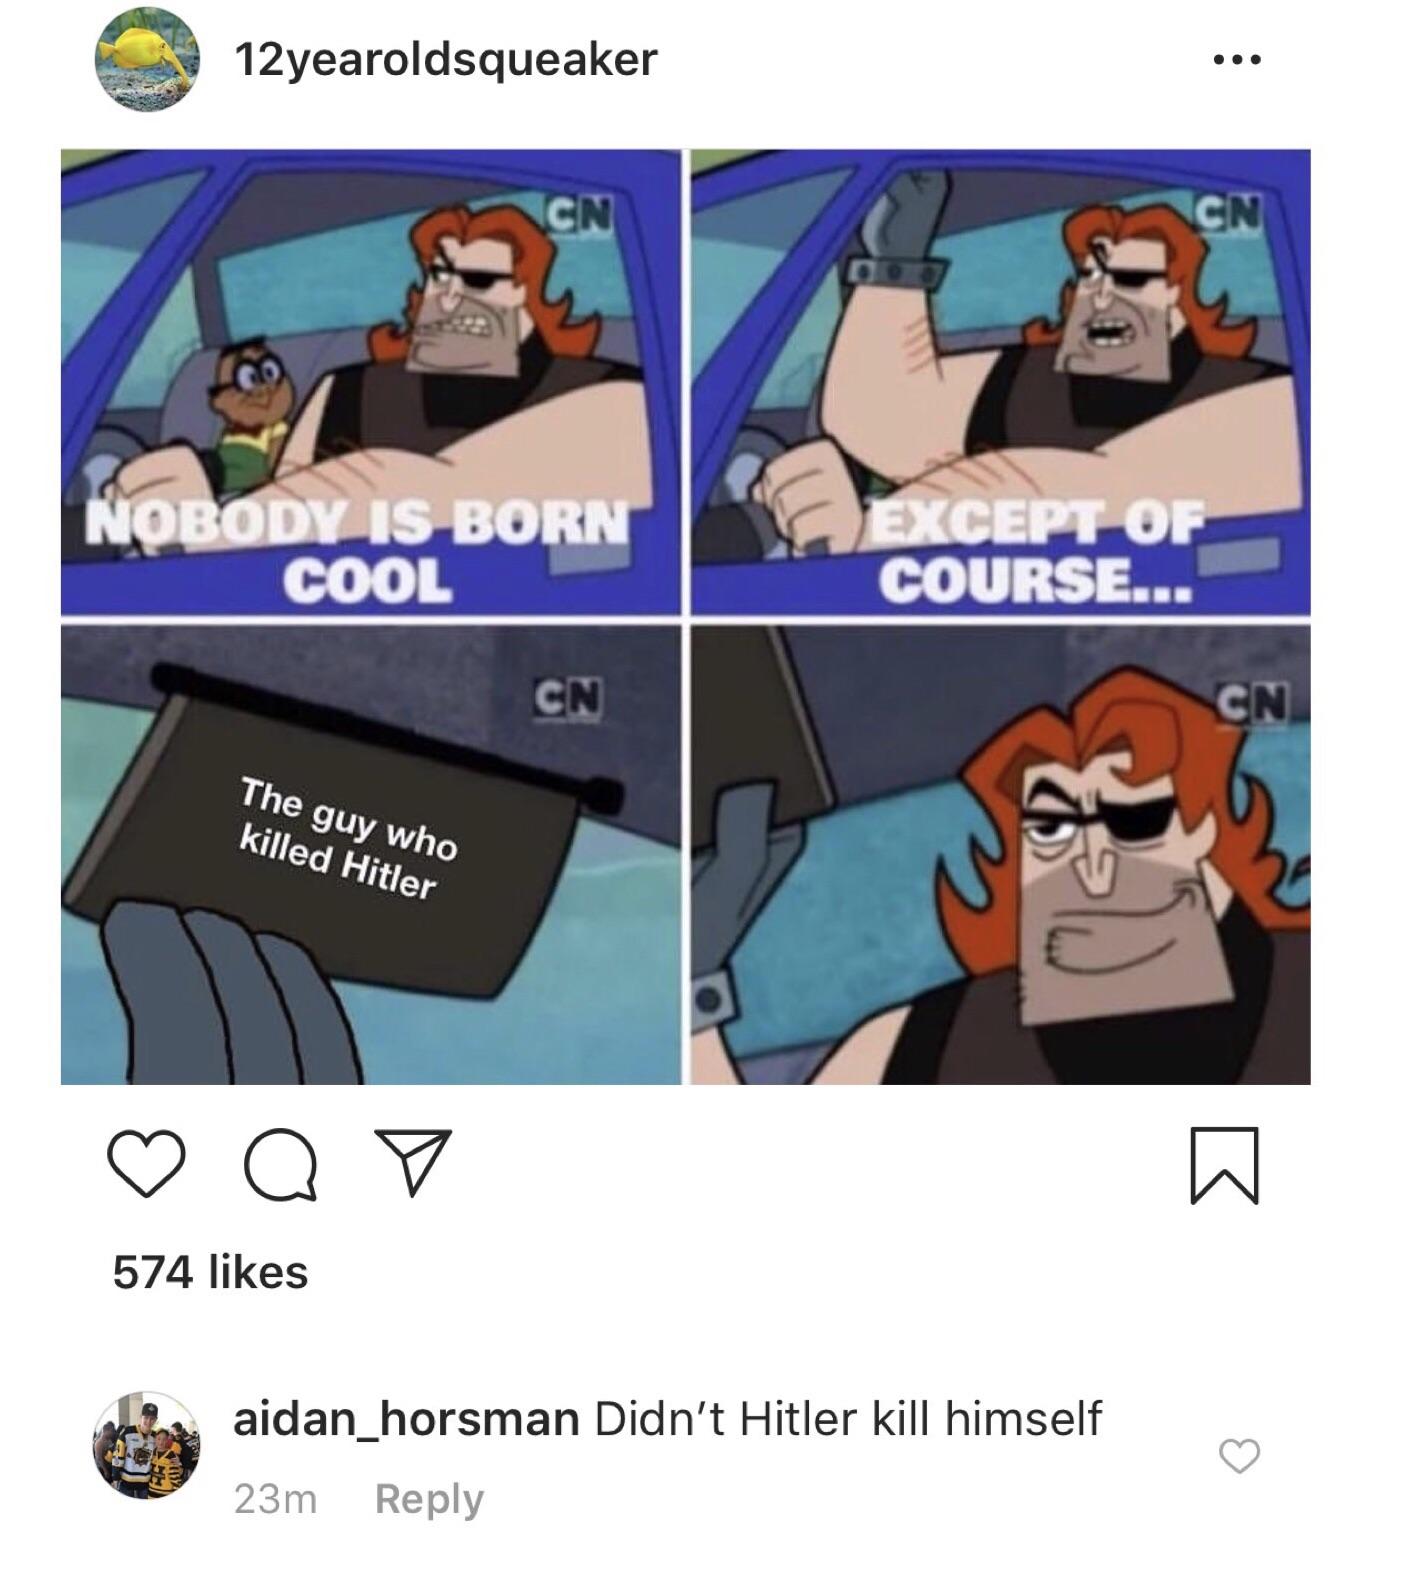 12yearoldsqueaker
CN
CN
NOBODY IS BORN
COOL
EXCEPT OF
COURSE...
CN
The guy who
killed Hitler
CN
574 likes
aidan_horsman Didn't Hitler kill himself
23m Reply